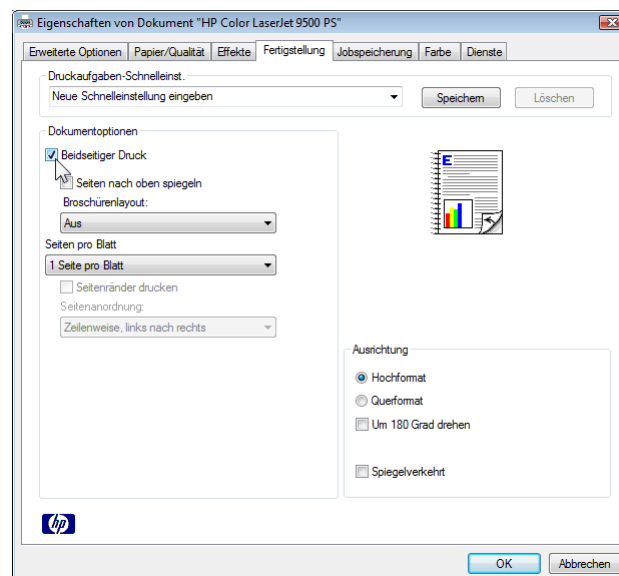 Eigenschaften von Dokument "HP Color LaserJet 9500 PS"
Erweiterte Optionen Papier/Qualität Effekte Fertigstellung Jobspeicherung Farbe Dienste
Druckaufgaben-Schnelleinst.
Neue Schnelleinstellung eingeben Speichern Löschen
Dokumentoptionen
Beidseitiger Druck
Seiten nach oben spiegeln
Broschürenlayout:
Aus
Seiten pro Blatt
1 Seite pro Blatt
Seitenränder drucken
Seitenanordnung:
Zeilenweise, links nach rechts
E
Ausrichtung
Hochformat
Querformat
Um 180 Grad drehen
Spiegelverkehrt
hp
OK Abbrechen